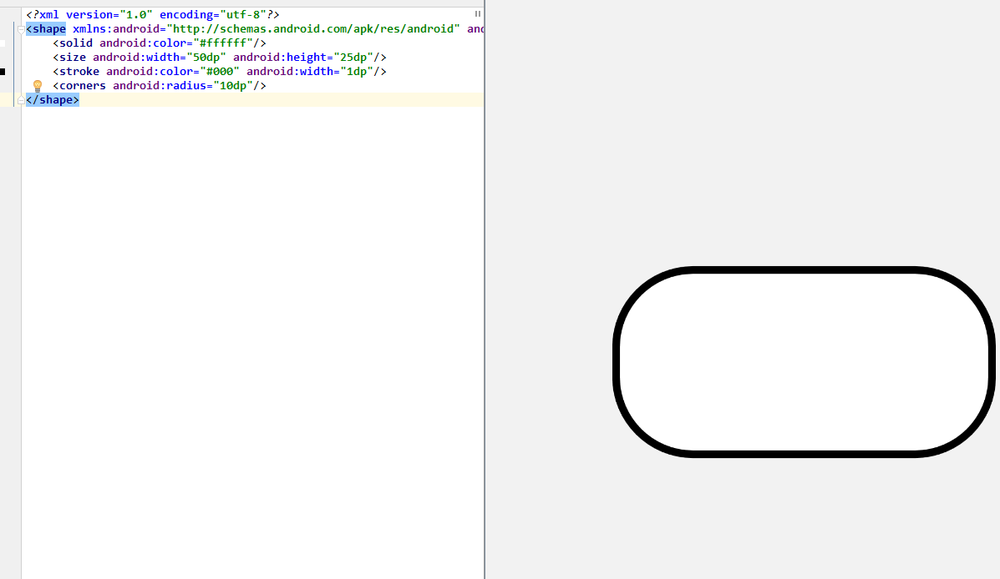 <?xml version="1.0" encoding="utf-8"?>
<shape xmlns:android="http://schemas.android.com/apk/res/android"
<solid android:color="#ffffff"/>
<size android:width="50dp" android:height="25dp"/>
<stroke android:color="#000" android:width="1dp"/>
<corners android:radius="10dp"/>
</shape>